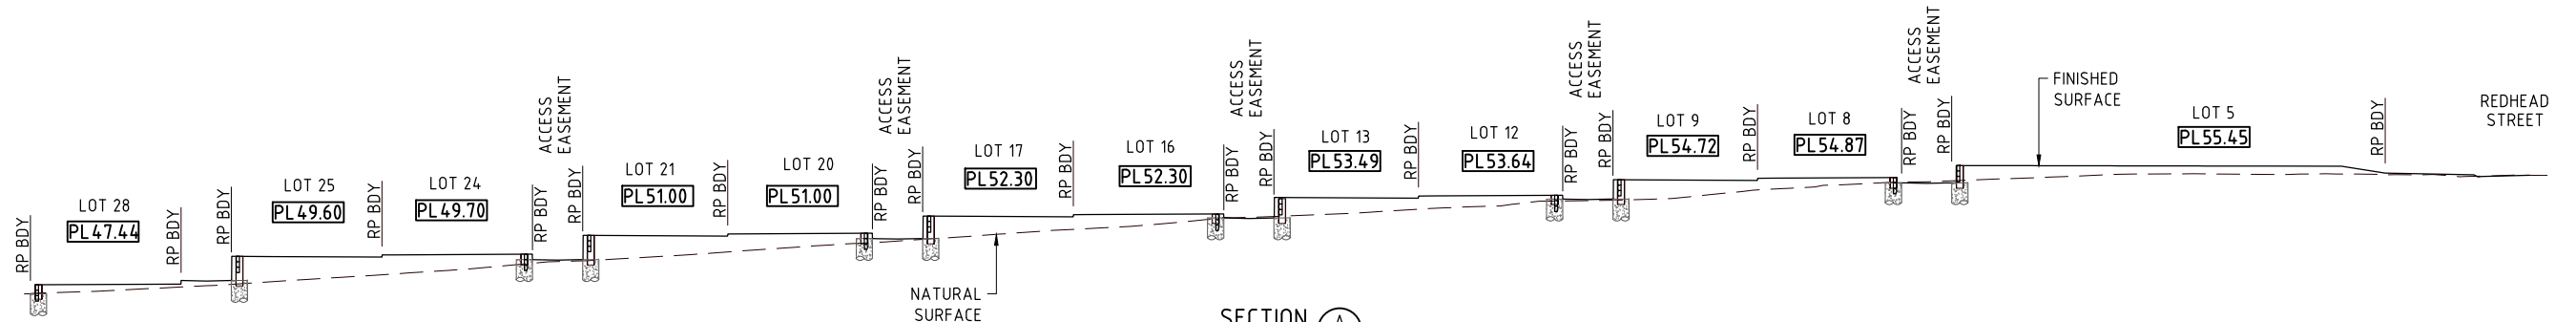 RP BDY
LOT 28
PL47.44
RP BDY
RP BDY
LOT 25
PL49.60
RP BDY
LOT 24
PL49.70
RP BDY
ACCESS
EASEMENT
RP BDY
LOT 21
PL51.00
RP BDY
LOT 20
PL51.00
RP BDY
ACCESS
EASEMENT
RP BDY
LOT 17
PL52.30
RP BDY
LOT 16
PL52.30
RP BDY
ACCESS
EASEMENT
RP BDY
LOT 13
PL53.49
RP BDY
LOT 12
PL53.64
RP BDY
ACCESS
EASEMENT
RP BDY
LOT 9
PL54.72
RP BDY
LOT 8
PL54.87
RP BDY
ACCESS
EASEMENT
RP BDY
FINISHED
SURFACE
LOT 5
PL55.45
RP BDY
REDHEAD
STREET
NATURAL
SURFACE
SECTION A